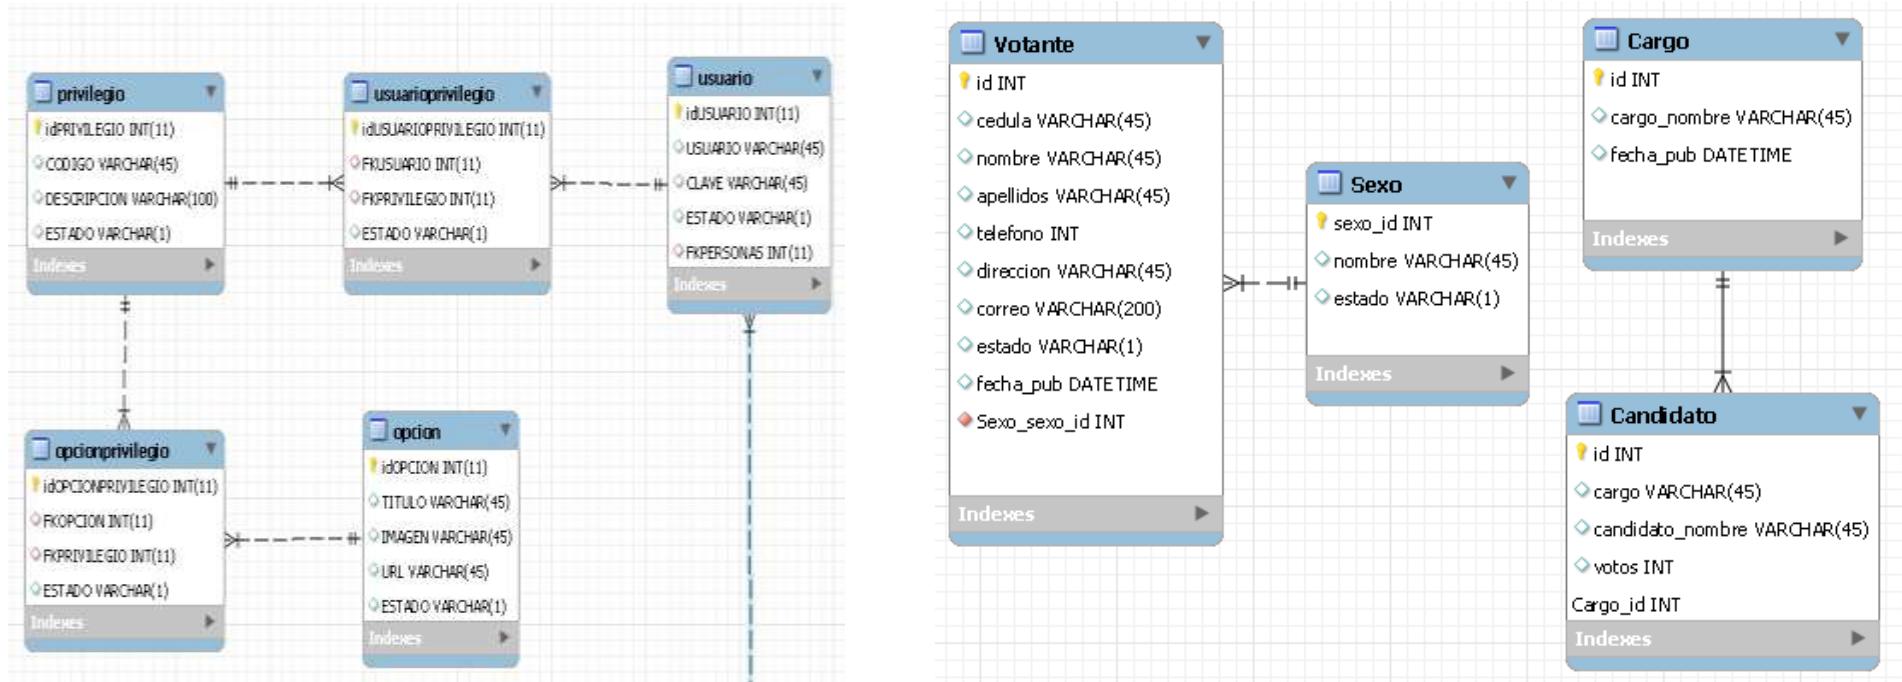 privilegio
idPRIVILEGIO INT(11)
CODIGO VARCHAR(45)
DESCRIPCION VARCHAR(100)
ESTADO VARCHAR(1)
Indexes
usuarioprivilegio
idUSUARIOPRIVILEGIO INT(11)
FKUSUARIO INT(11)
FKPRIVILEGIO INT(11)
ESTADO VARCHAR(1)
Indexes
usuario
idUSUARIO INT(11)
USUARIO VARCHAR(45)
CLAVE VARCHAR(45)
ESTADO VARCHAR(1)
FKPERSONAS INT(11)
Indexes
opcionprivilegio
idOPCIONPRIVILEGIO INT(11)
FKOPCION INT(11)
FKPRIVILEGIO INT(11)
ESTADO VARCHAR(1)
Indexes
opcion
idOPCION INT(11)
TITULO VARCHAR(45)
IMAGEN VARCHAR(45)
URL VARCHAR(45)
ESTADO VARCHAR(1)
Indexes
Votante
id INT
cedula VARCHAR(45)
nombre VARCHAR(45)
apellidos VARCHAR(45)
telefono INT
direccion VARCHAR(45)
correo VARCHAR(200)
estado VARCHAR(1)
fecha_pub DATETIME
Sexo_sexo_id INT
Indexes
Sexo
sexo_id INT
nombre VARCHAR(45)
estado VARCHAR(1)
Indexes
Cargo
id INT
cargo_nombre VARCHAR(45)
fecha_pub DATETIME
Indexes
Candidato
id INT
cargo VARCHAR(45)
candidato_nombre VARCHAR(45)
votos INT
Cargo_id INT
Indexes